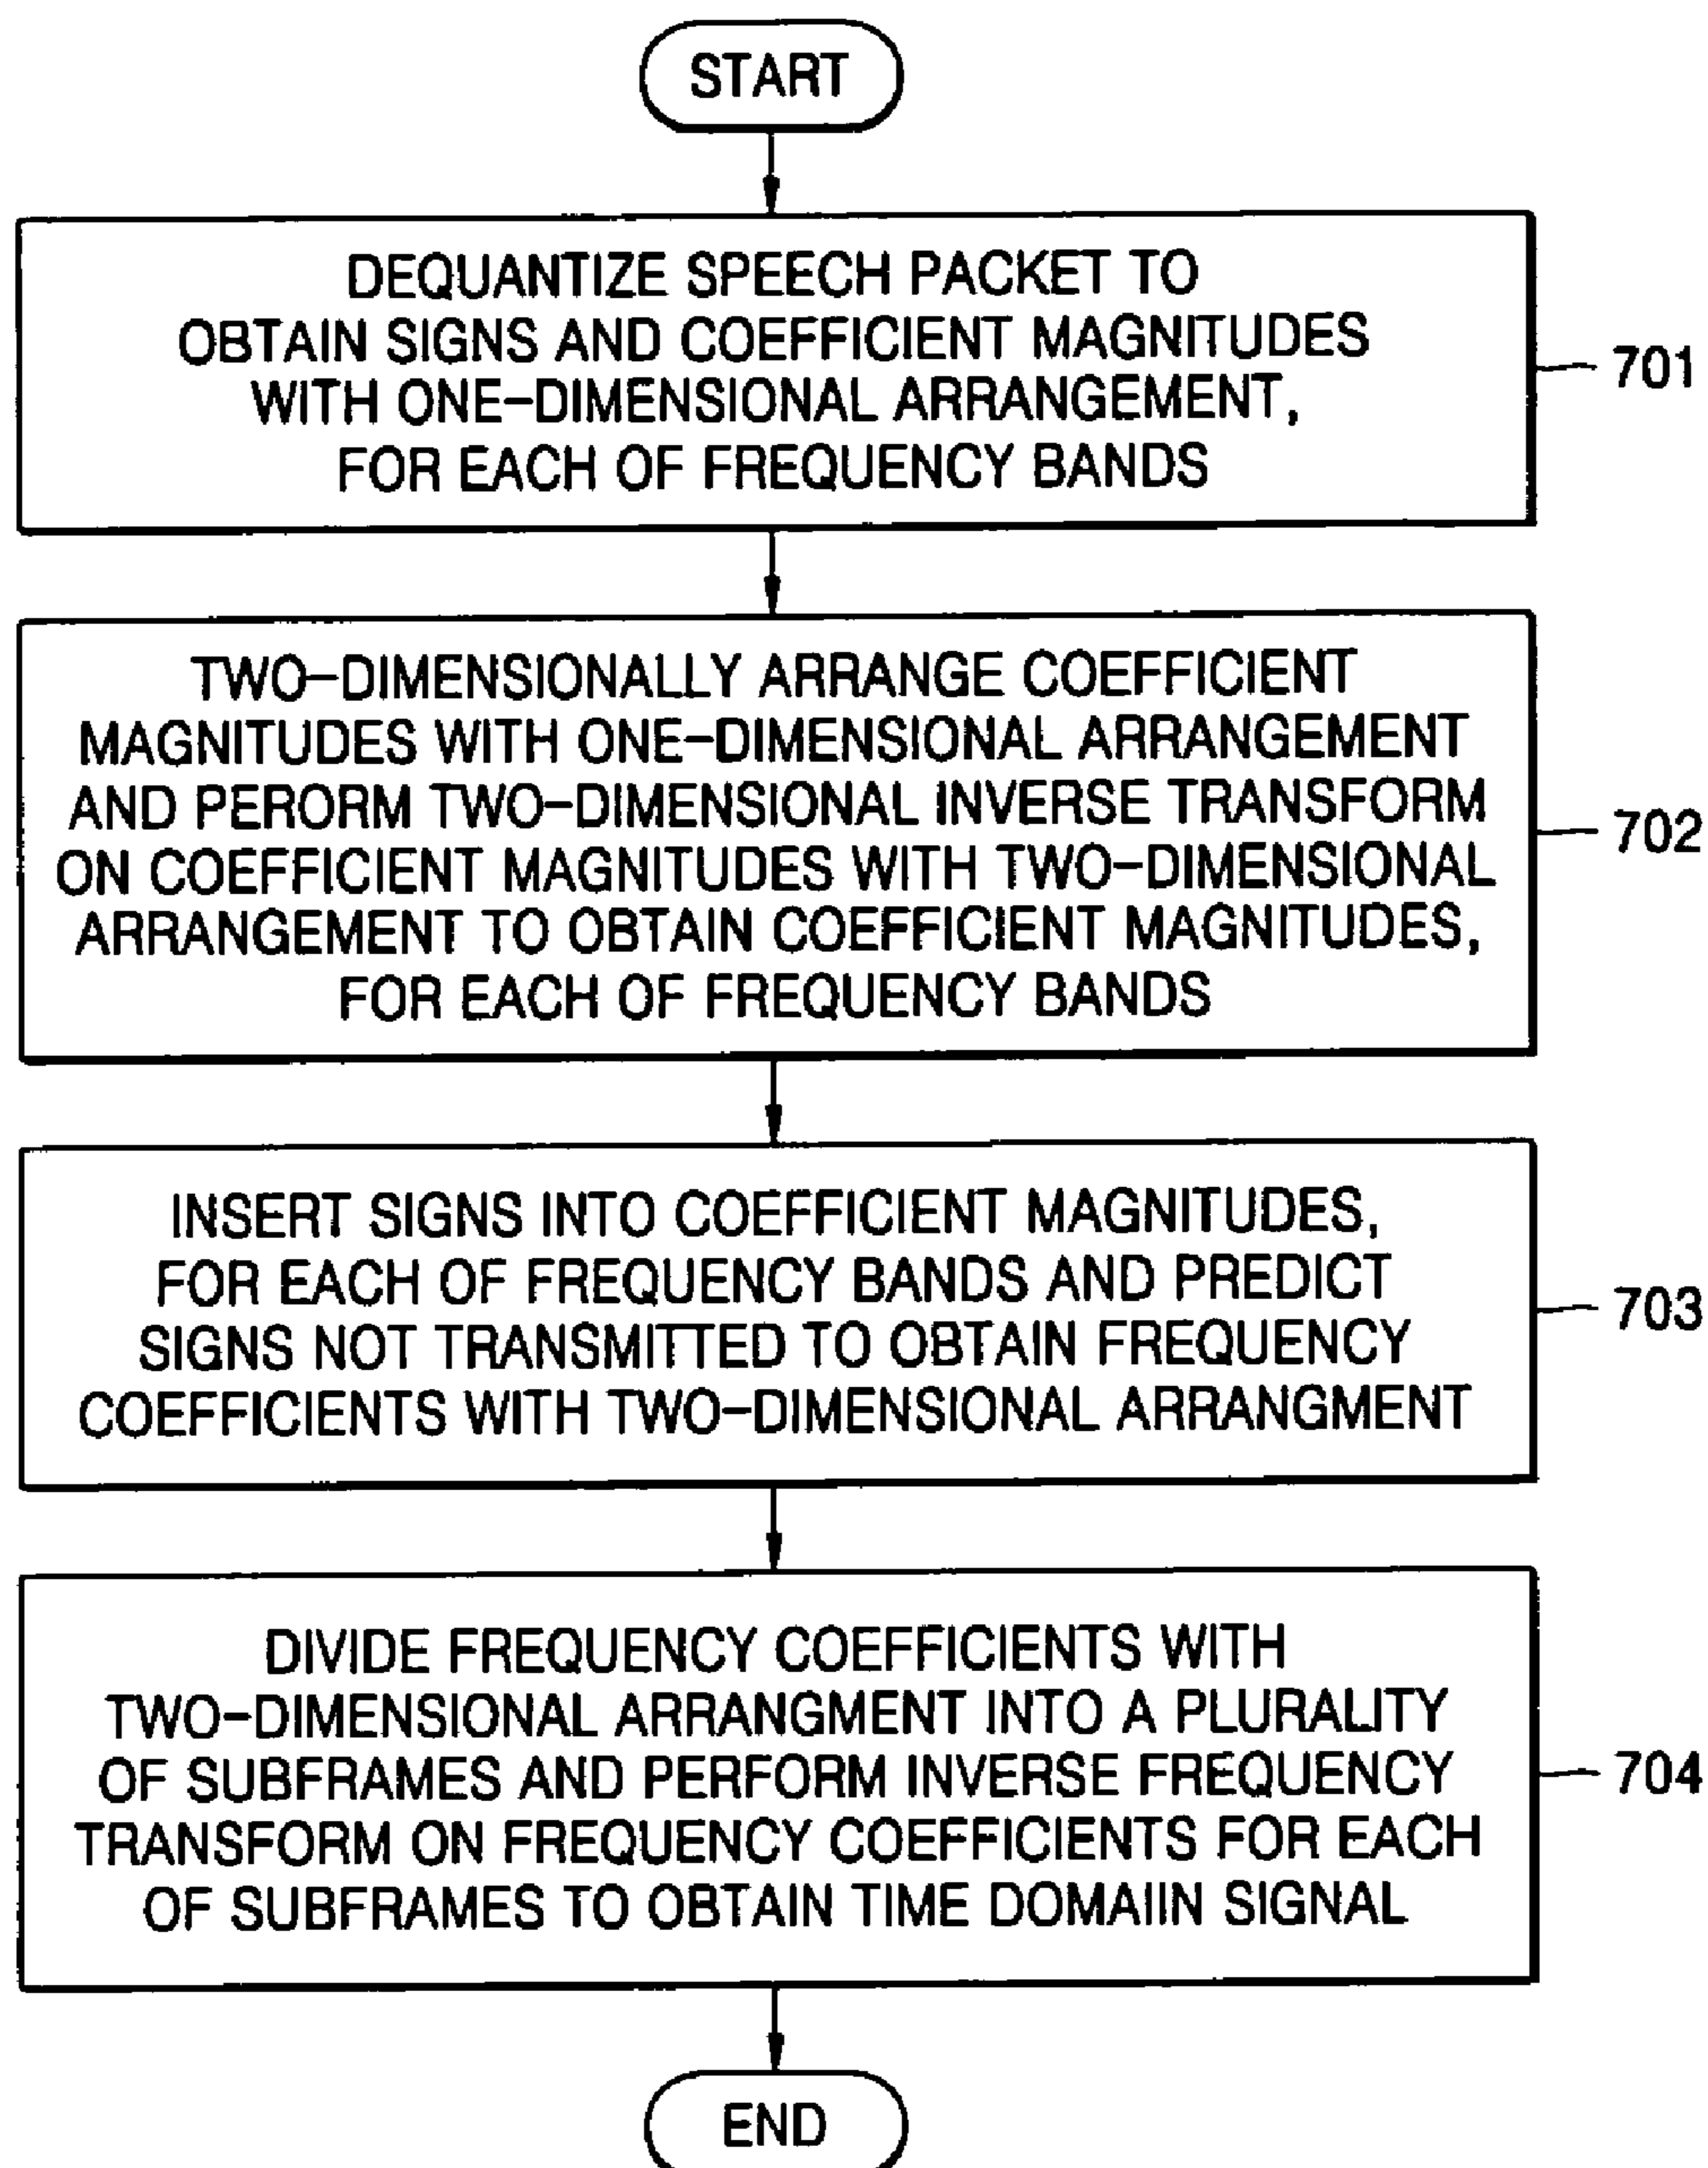 START
DEQUANTIZE SPEECH PACKET TO
OBTAIN SIGNS AND COEFFICIENT MAGNITUDES
WITH ONE-DIMENSIONAL ARRANGEMENT,
FOR EACH OF FREQUENCY BANDS
701
TWO-DIMENSIONALLY ARRANGE COEFFICIENT
MAGNITUDES WITH ONE-DIMENSIONAL ARRANGEMENT
AND PERORM TWO-DIMENSIONAL INVERSE TRANSFORM
ON COEFFICIENT MAGNITUDES WITH TWO-DIMENSIONAL
ARRANGEMENT TO OBTAIN COEFFICIENT MAGNITUDES,
FOR EACH OF FREQUENCY BANDS
702
INSERT SIGNS INTO COEFFICIENT MAGNITUDES,
FOR EACH OF FREQUENCY BANDS AND PREDICT
SIGNS NOT TRANSMITTED TO OBTAIN FREQUENCY
COEFFICIENTS WITH TWO-DIMENSIONAL ARRANGMENT
703
DIVIDE FREQUENCY COEFFICIENTS WITH
TWO-DIMENSIONAL ARRANGMENT INTO A PLURALITY
OF SUBFRAMES AND PERFORM INVERSE FREQUENCY
TRANSFORM ON FREQUENCY COEFFICIENTS FOR EACH
OF SUBFRAMES TO OBTAIN TIME DOMAIIN SIGNAL
704
END